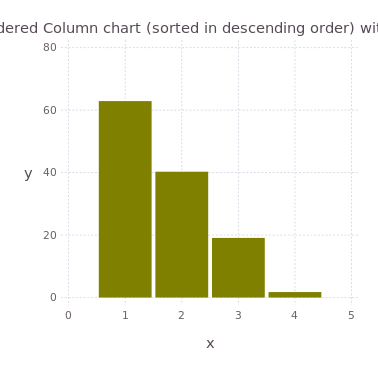 dered Column chart (sorted in descending order) wit
80
60
y
40
20
0
0 1 2 3 4 5
x